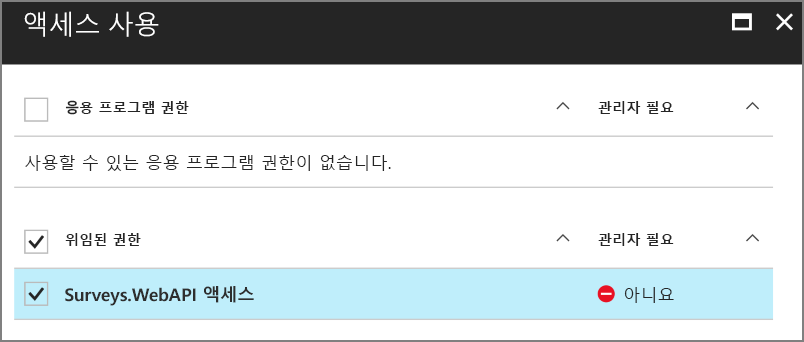 액세스 사용
응용 프로그램 권한 관리자 필요
사용할 수 있는 응용 프로그램 권한이 없습니다.
위임된 권한 관리자 필요
Surveys.WebAPI 액세스 아니요